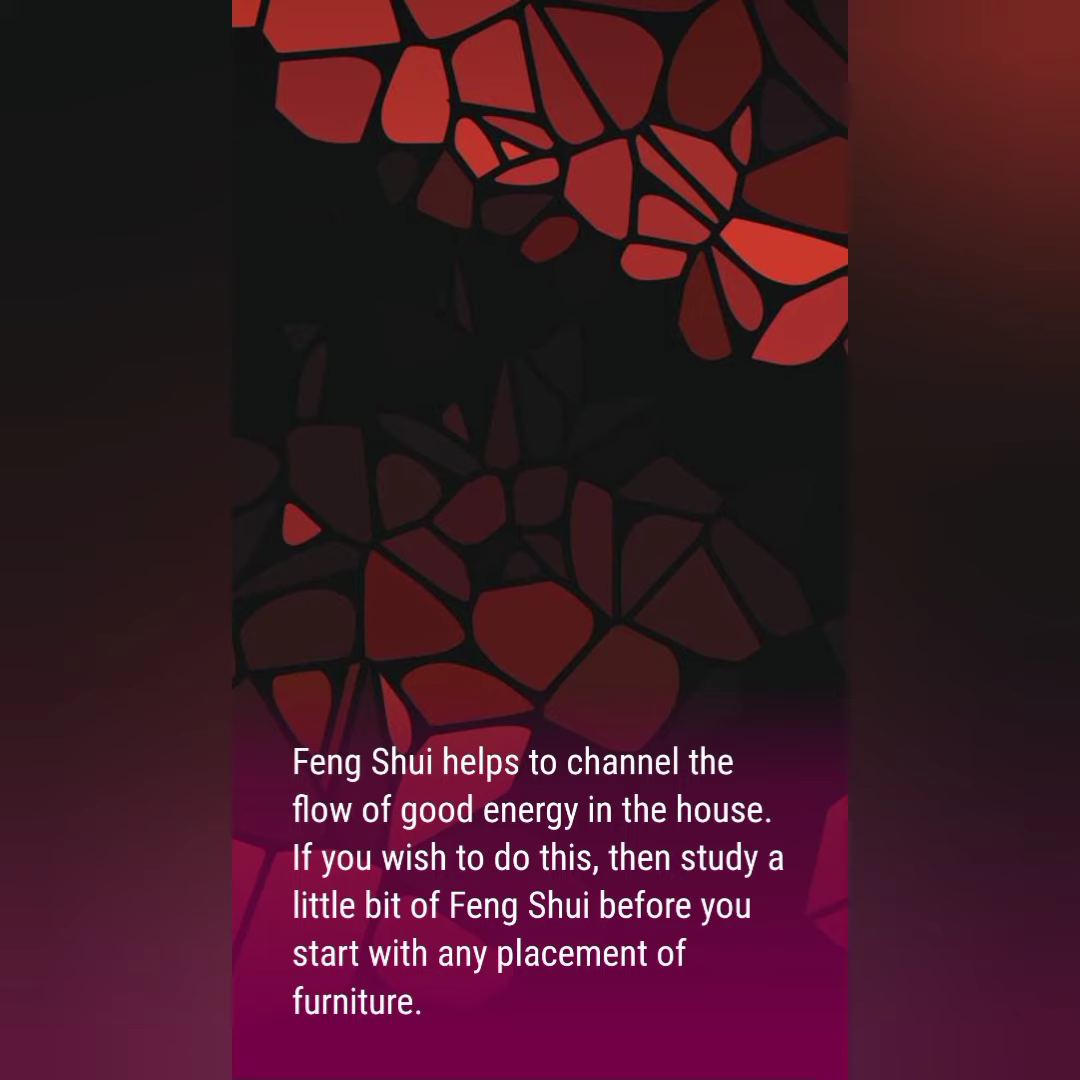 Feng Shui helps to channel the
flow of good energy in the house.
If you wish to do this, then study a
little bit of Feng Shui before you
start with any placement of
furniture.